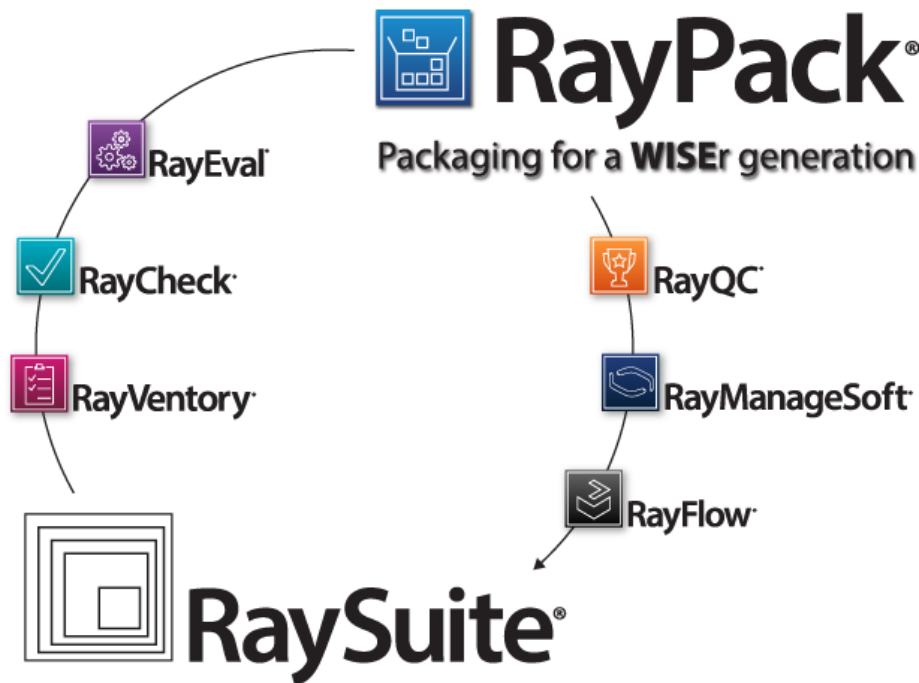 RayPack®
Packaging for a WISEr generation
RayEval
RayCheck
RayVentory
RayQC
RayManageSoft
RayFlow
RaySuite®